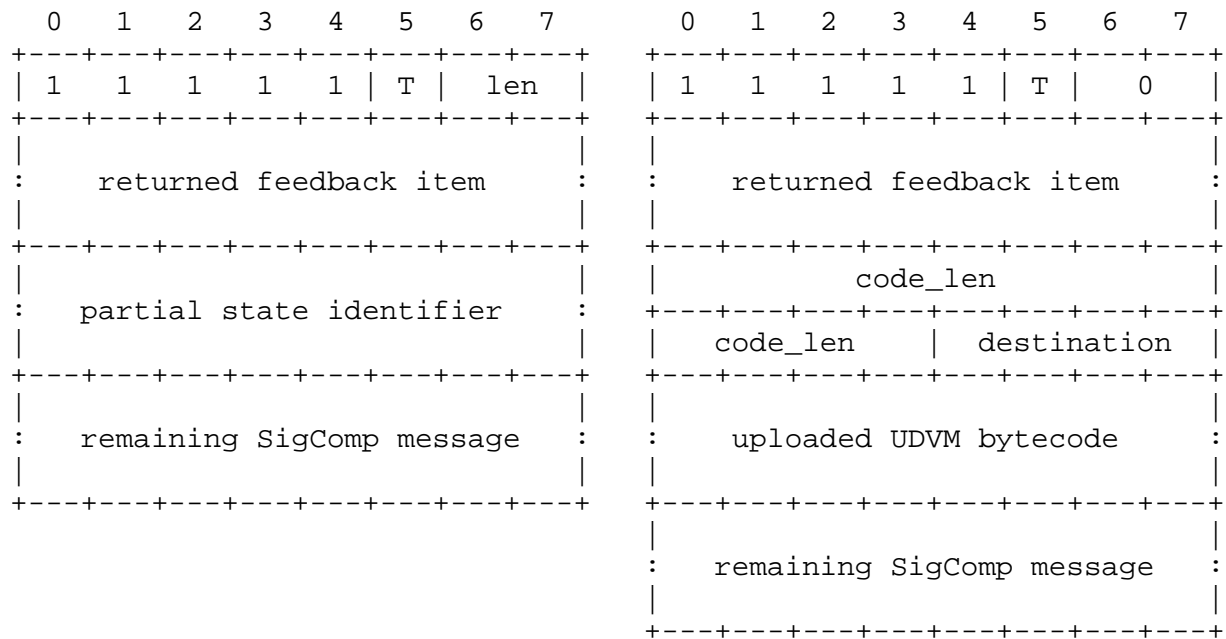 0   1   2   3   4   5   6   7       0   1   2   3   4   5   6   7
+---+---+---+---+---+---+---+---+   +---+---+---+---+---+---+---+---+
| 1   1   1   1   1 | T |  len  |   | 1   1   1   1   1 | T |   0   |
+---+---+---+---+---+---+---+---+   +---+---+---+---+---+---+---+---+
|                               |   |                               |
:    returned feedback item     :   :    returned feedback item     :
|                               |   |                               |
+---+---+---+---+---+---+---+---+   +---+---+---+---+---+---+---+---+
|                               |   |           code_len            |
:   partial state identifier    :   +---+---+---+---+---+---+---+---+
|                               |   |   code_len    |  destination  |
+---+---+---+---+---+---+---+---+   +---+---+---+---+---+---+---+---+
|                               |   |                               |
:   remaining SigComp message   :   :    uploaded UDVM bytecode     :
|                               |   |                               |
+---+---+---+---+---+---+---+---+   +---+---+---+---+---+---+---+---+
                                    |                               |
                                    :   remaining SigComp message   :
                                    |                               |
                                    +---+---+---+---+---+---+---+---+